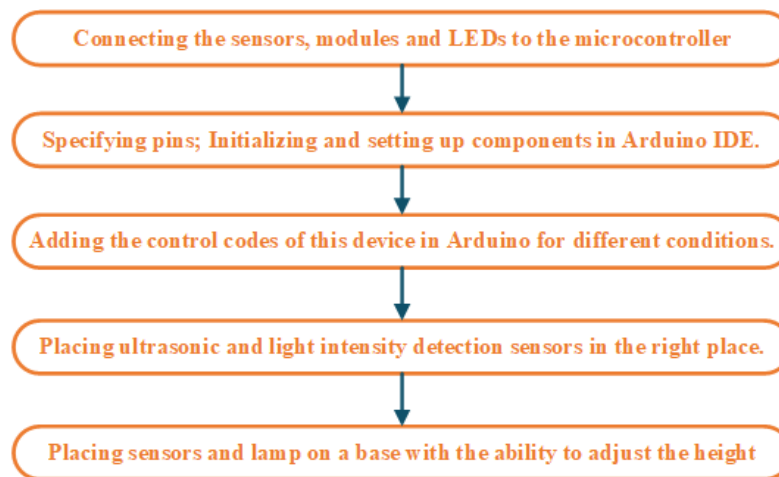 Connecting the sensors, modules and LEDs to the microcontroller
Specifying pins; Initializing and setting up components in Arduino IDE.
Adding the control codes of this device in Arduino for different conditions.
Placing ultrasonic and light intensity detection sensors in the right place.
Placing sensors and lamp on a base with the ability to adjust the height